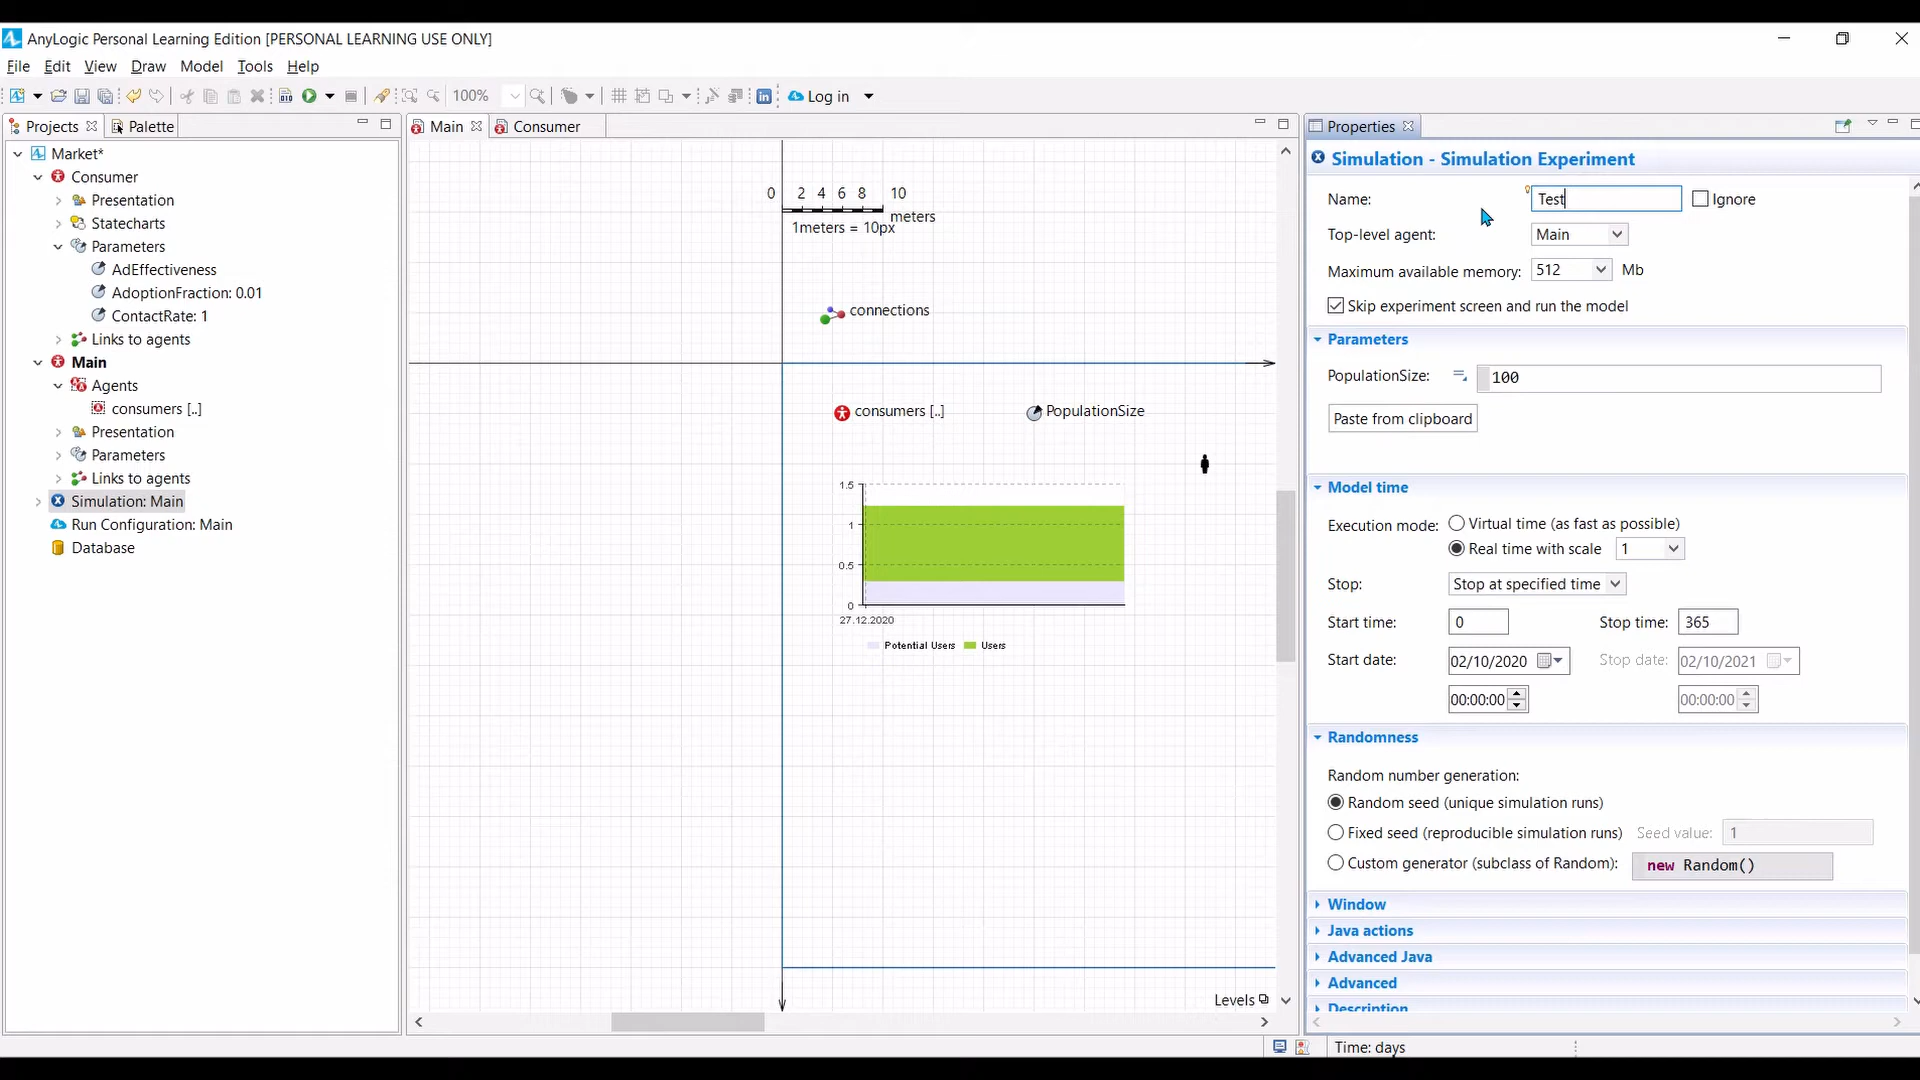 AnyLogic Personal Learning Edition [PERSONAL LEARNING USE ONLY]
File Edit View Draw Model Tools Help
100% Log in
Projects Palette
Market*
Consumer
Presentation
Statecharts
Parameters
AdEffectiveness
AdoptionFraction: 0.01
ContactRate: 1
Links to agents
Main
Agents
consumers [..]
Presentation
Parameters
Links to agents
Simulation: Main
Run Configuration: Main
Database
Main Consumer
0 2 4 6 8 10
meters
1meters = 10px
connections
consumers [..] PopulationSize
1.5
1
0.5
0
27.12.2020
Potential Users Users
Levels
Properties
Simulation - Simulation Experiment
Name: Test Ignore
Top-level agent: Main
Maximum available memory: 512 Mb
Skip experiment screen and run the model
Parameters
PopulationSize: 100
Paste from clipboard
Model time
Execution mode: Virtual time (as fast as possible)
Real time with scale 1
Stop: Stop at specified time
Start time: 0 Stop time: 365
Start date: 02/10/2020 Stop date: 02/10/2021
00:00:00 00:00:00
Randomness
Random number generation:
Random seed (unique simulation runs)
Fixed seed (reproducible simulation runs) Seed value: 1
Custom generator (subclass of Random): new Random()
Window
Java actions
Advanced Java
Advanced
Description
Time: days